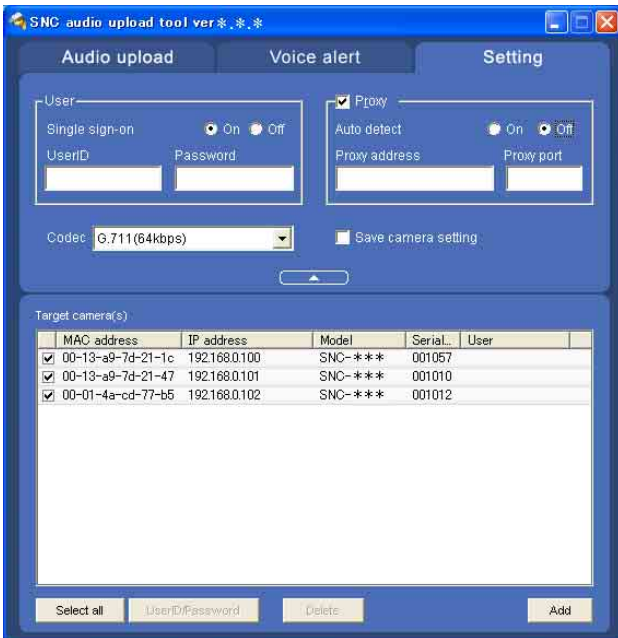 SNC audio upload tool ver*.*.*
Audio upload Voice alert Setting
User
Single sign-on On Off
UserID Password
Proxy
Auto detect On Off
Proxy address Proxy port
Codec G.711(64kbps)
Save camera setting
Target camera(s)
MAC address IP address Model Serial... User
00-13-a9-7d-21-1c 192.168.0.100 SNC-*** 001057
00-13-a9-7d-21-47 192.168.0.101 SNC-*** 001010
00-01-4a-cd-77-b5 192.168.0.102 SNC-*** 001012
Select all UserID/Password Delete Add